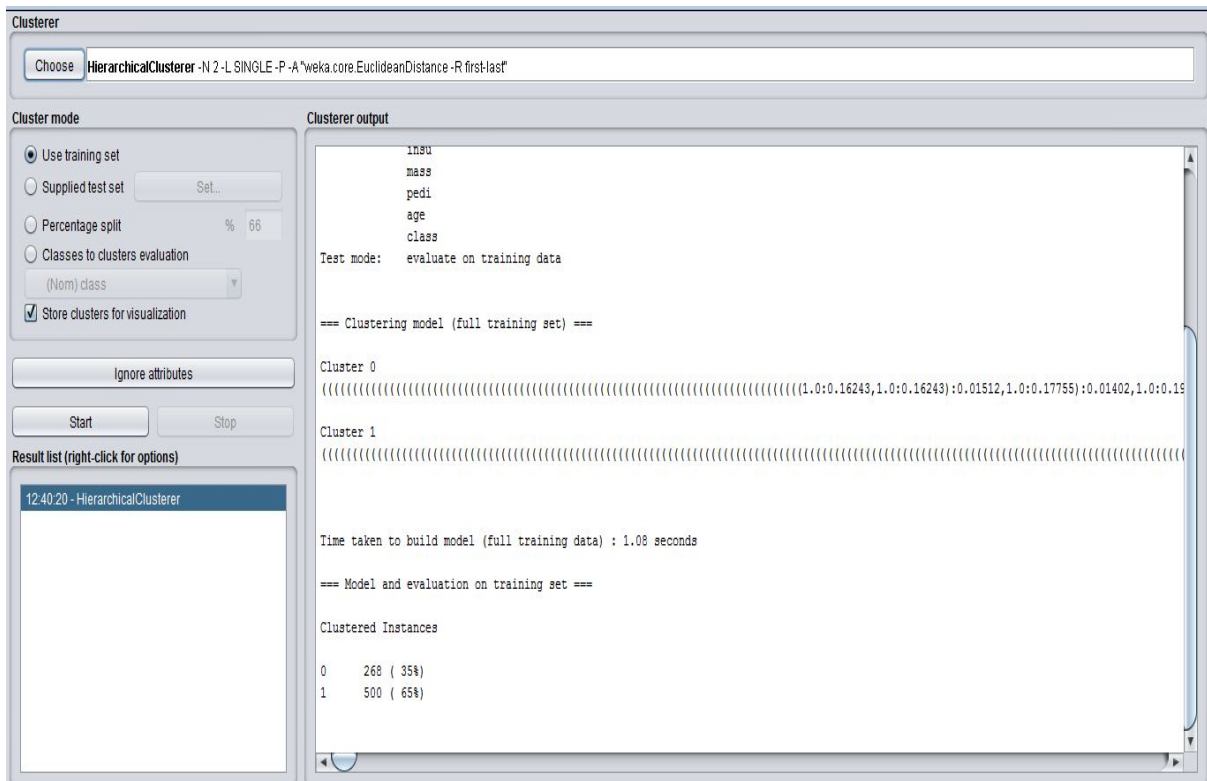 Clusterer
Choose HierarchicalClusterer -N 2 -L SINGLE -P -A "weka.core.EuclideanDistance -R first-last"
Cluster mode
Use training set
Supplied test set Set...
Percentage split % 66
Classes to clusters evaluation
(Nom) class
Store clusters for visualization
Ignore attributes
Start Stop
Result list (right-click for options)
12:40:20 - HierarchicalClusterer
Clusterer output
insu
mass
pedi
age
class
Test mode: evaluate on training data
=== Clustering model (full training set) ===
Cluster 0
((((((((((((((((((((((((((((((((((((((((((((((((((((((((((((((((((((((((((((((1.0:0.16243,1.0:0.16243):0.01512,1.0:0.17755):0.01402,1.0:0.19
Cluster 1
((((((((((((((((((((((((((((((((((((((((((((((((((((((((((((((((((((((((((((((((((((((((((((((((((((((((((((((((((((((((((((((((((((((((((((
Time taken to build model (full training data) : 1.08 seconds
=== Model and evaluation on training set ===
Clustered Instances
0 268 ( 35%)
1 500 ( 65%)